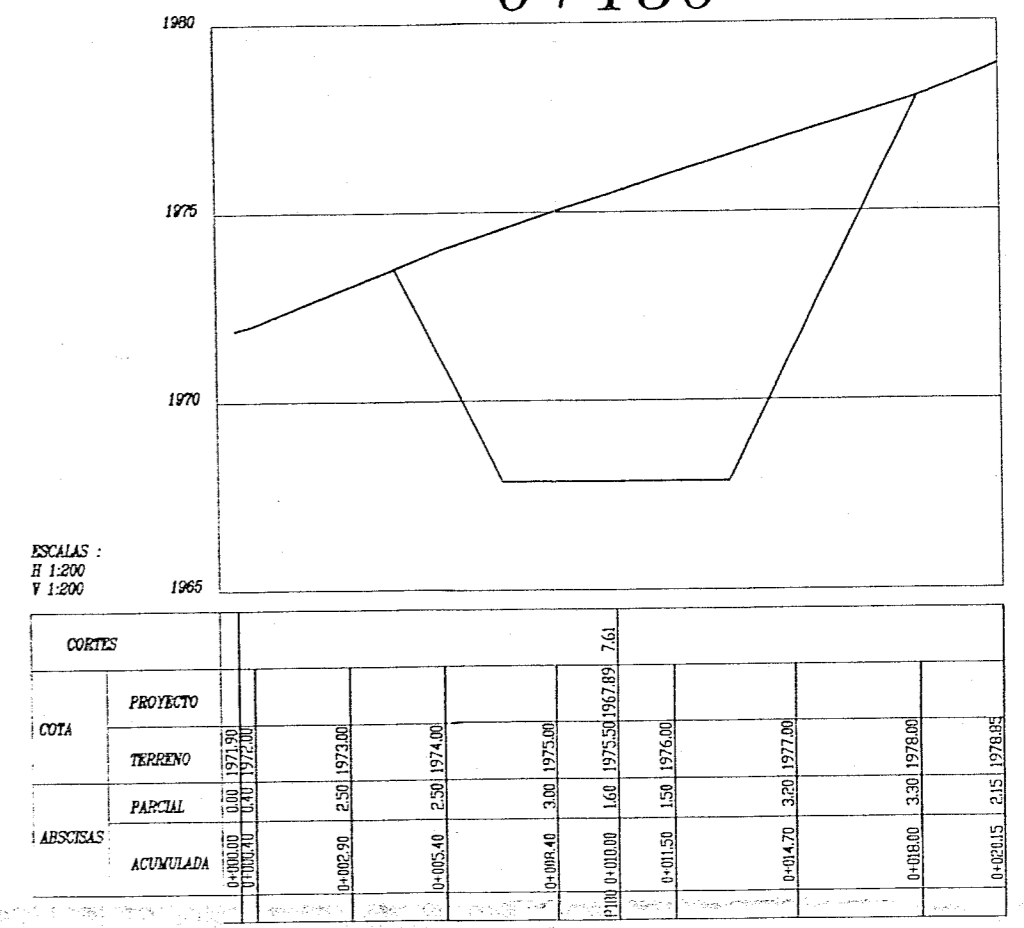 1980
1975
1970
1965
ESCALAS :
H 1:200
V 1:200
CORTES
7.61
COTA
PROYECTO
1967.89
TERRENO
1971.90 1972.00 1973.00 1974.00 1975.00 1975.50 1976.00 1977.00 1978.00 1978.85
ABSCISAS
PARCIAL
0.00 0.40 2.50 2.50 3.00 1.60 1.50 3.20 3.30 2.15
ACUMULADA
0+000.00 0+000.40 0+002.90 0+005.40 0+008.40 0+010.00 0+011.50 0+014.70 0+018.00 0+020.15